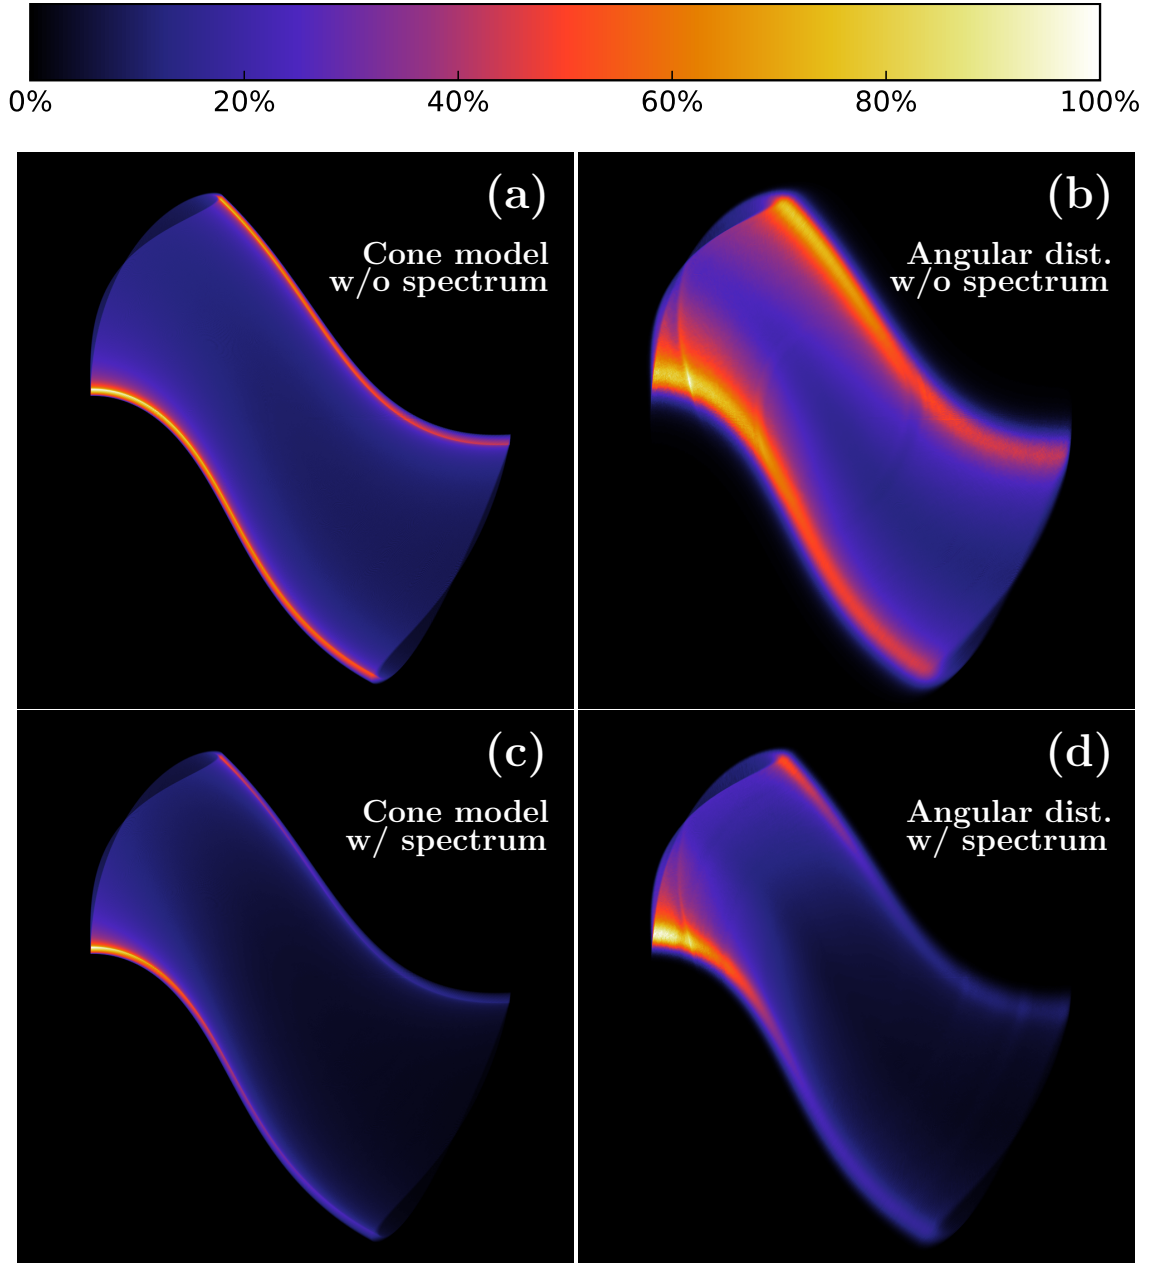 0% 20% 40% 60% 80% 100%
(a)
Cone model
w/o spectrum
(b)
Angular dist.
w/o spectrum
(c)
Cone model
w/ spectrum
(d)
Angular dist.
w/ spectrum